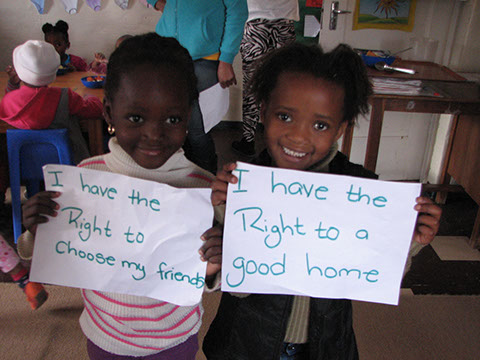 I have the
Right to
choose my friends
I have the
Right to a
good home